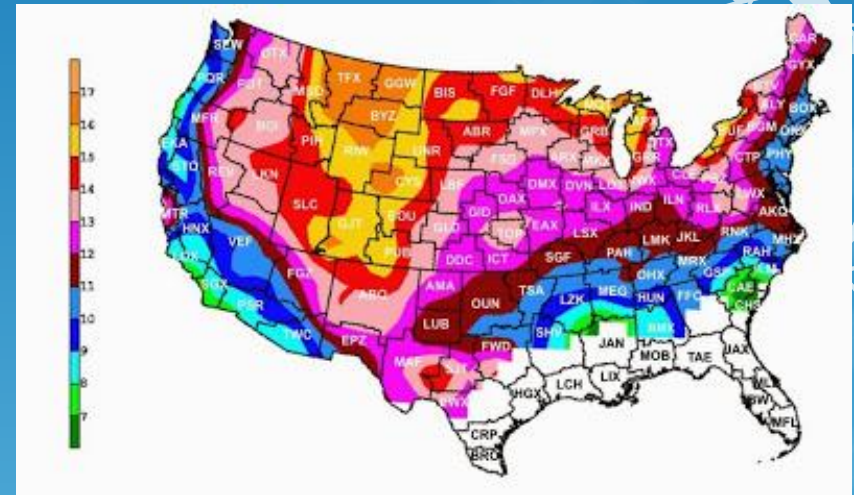 SEW
OTX
TFX
GGW
BIS
FGF
DLH
MQT
CAR
GYX
PQR
PDT
MSO
BYZ
ABR
MPX
GRB
APX
BUF
ALY
BOX
MFR
BOI
PIH
RIW
UNR
FSD
ARX
MKX
GRR
DTX
BGM
OKX
EKA
STO
REV
LKN
SLC
CYS
LBF
OAX
DMX
DVN
LOT
IWX
CLE
CTP
PHI
MTR
HNX
VEF
GJT
BOU
GLD
GID
TOP
EAX
LSX
ILX
IND
ILN
RLX
LWX
AKQ
LOX
SGX
PSR
TWC
FGZ
ABQ
PUB
DDC
ICT
SGF
PAH
LMK
JKL
RNK
RAH
MHX
EPZ
AMA
LUB
OUN
TSA
LZK
MEG
OHX
HUN
MRX
GSP
FFC
CAE
ILM
CHS
MAF
SJT
FWD
SHV
JAN
BMX
MOB
TAE
JAX
EWX
HGX
LCH
LIX
TBW
MLB
MFL
CRP
BRO
17
16
15
14
13
12
11
10
9
8
7